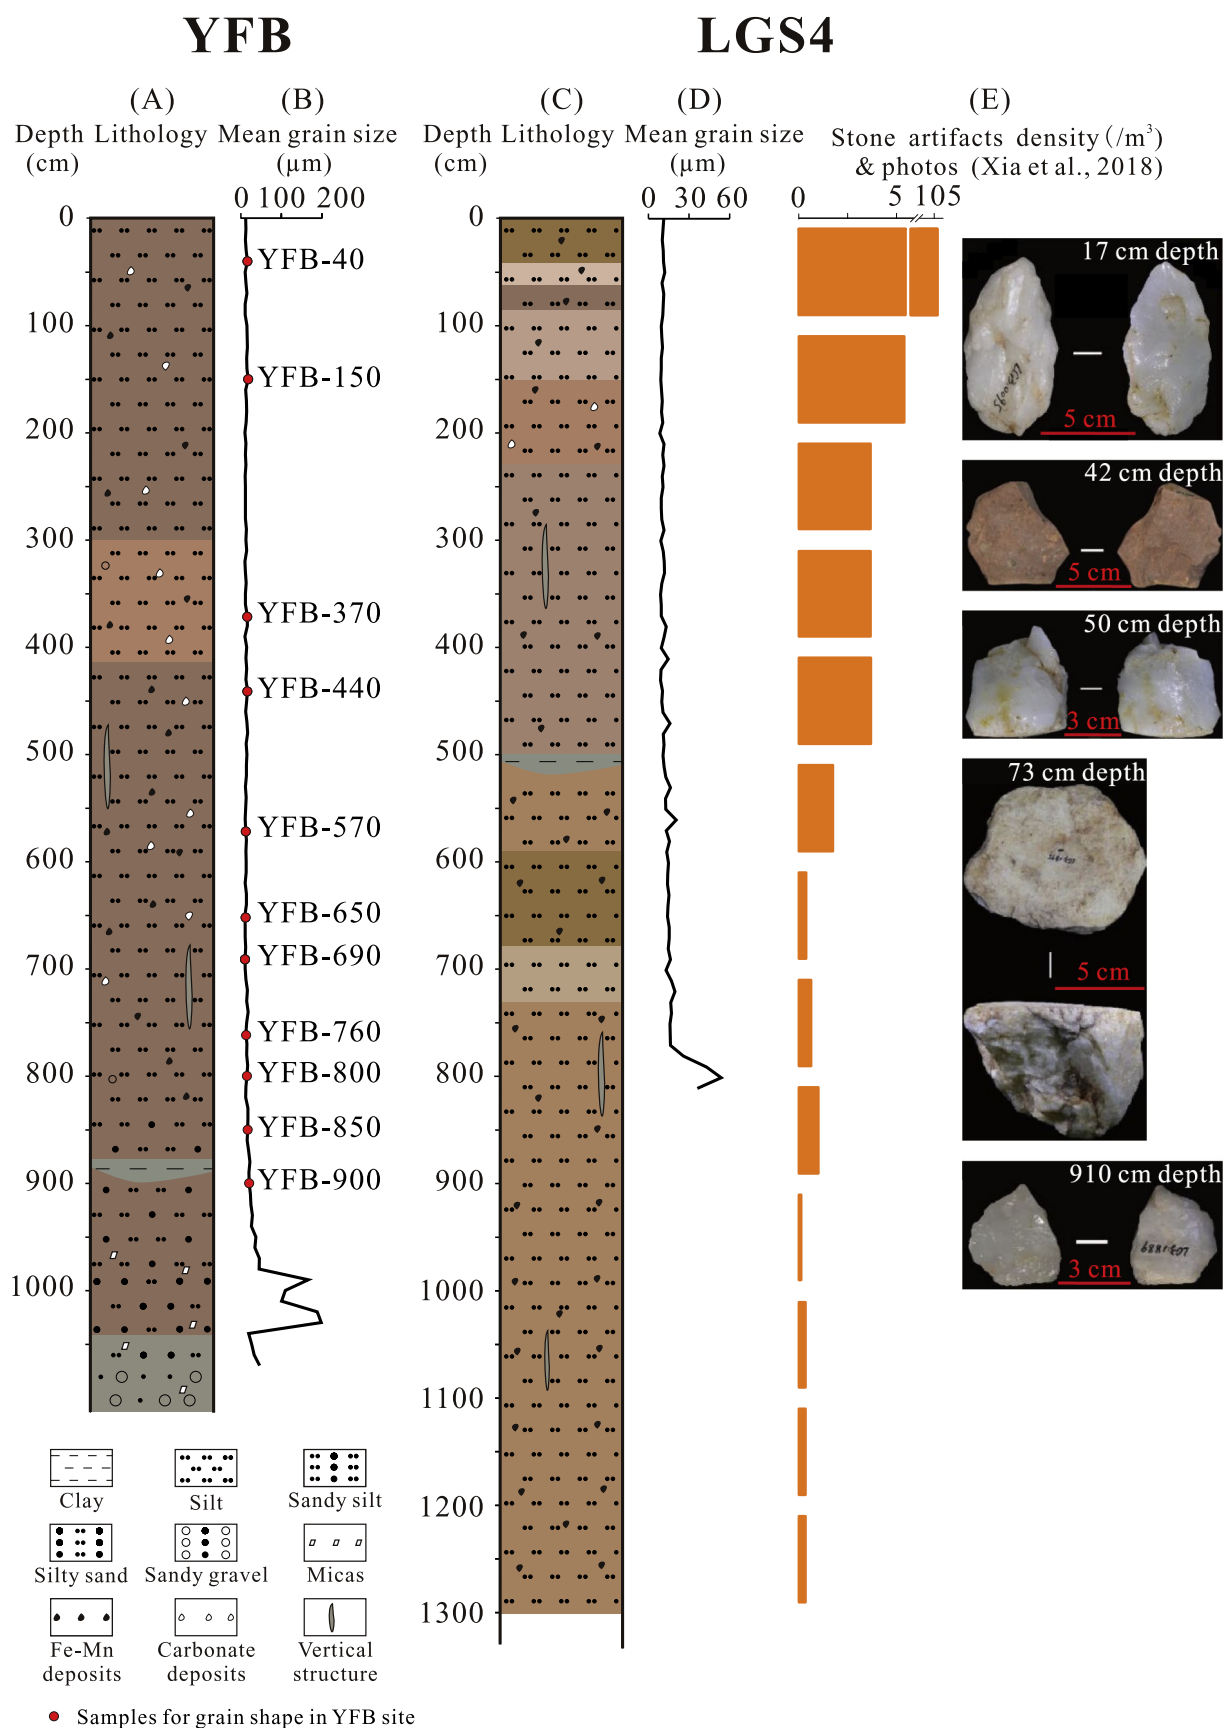 YFB
LGS4
(A)
(B)
(C)
(D)
(E)
Depth
(cm)
Lithology
Mean grain size
(μm)
Depth
(cm)
Lithology
Mean grain size
(μm)
Stone artifacts density (/m³)
& photos (Xia et al., 2018)
0 100 200
0 30 60
0 5 105
0
100
200
300
400
500
600
700
800
900
1000
YFB-40
YFB-150
YFB-370
YFB-440
YFB-570
YFB-650
YFB-690
YFB-760
YFB-800
YFB-850
YFB-900
0
100
200
300
400
500
600
700
800
900
1000
1100
1200
1300
17 cm depth
5 cm
42 cm depth
5 cm
50 cm depth
3 cm
73 cm depth
5 cm
910 cm depth
3 cm
Clay
Silt
Sandy silt
Silty sand
Sandy gravel
Micas
Fe-Mn
deposits
Carbonate
deposits
Vertical
structure
Samples for grain shape in YFB site